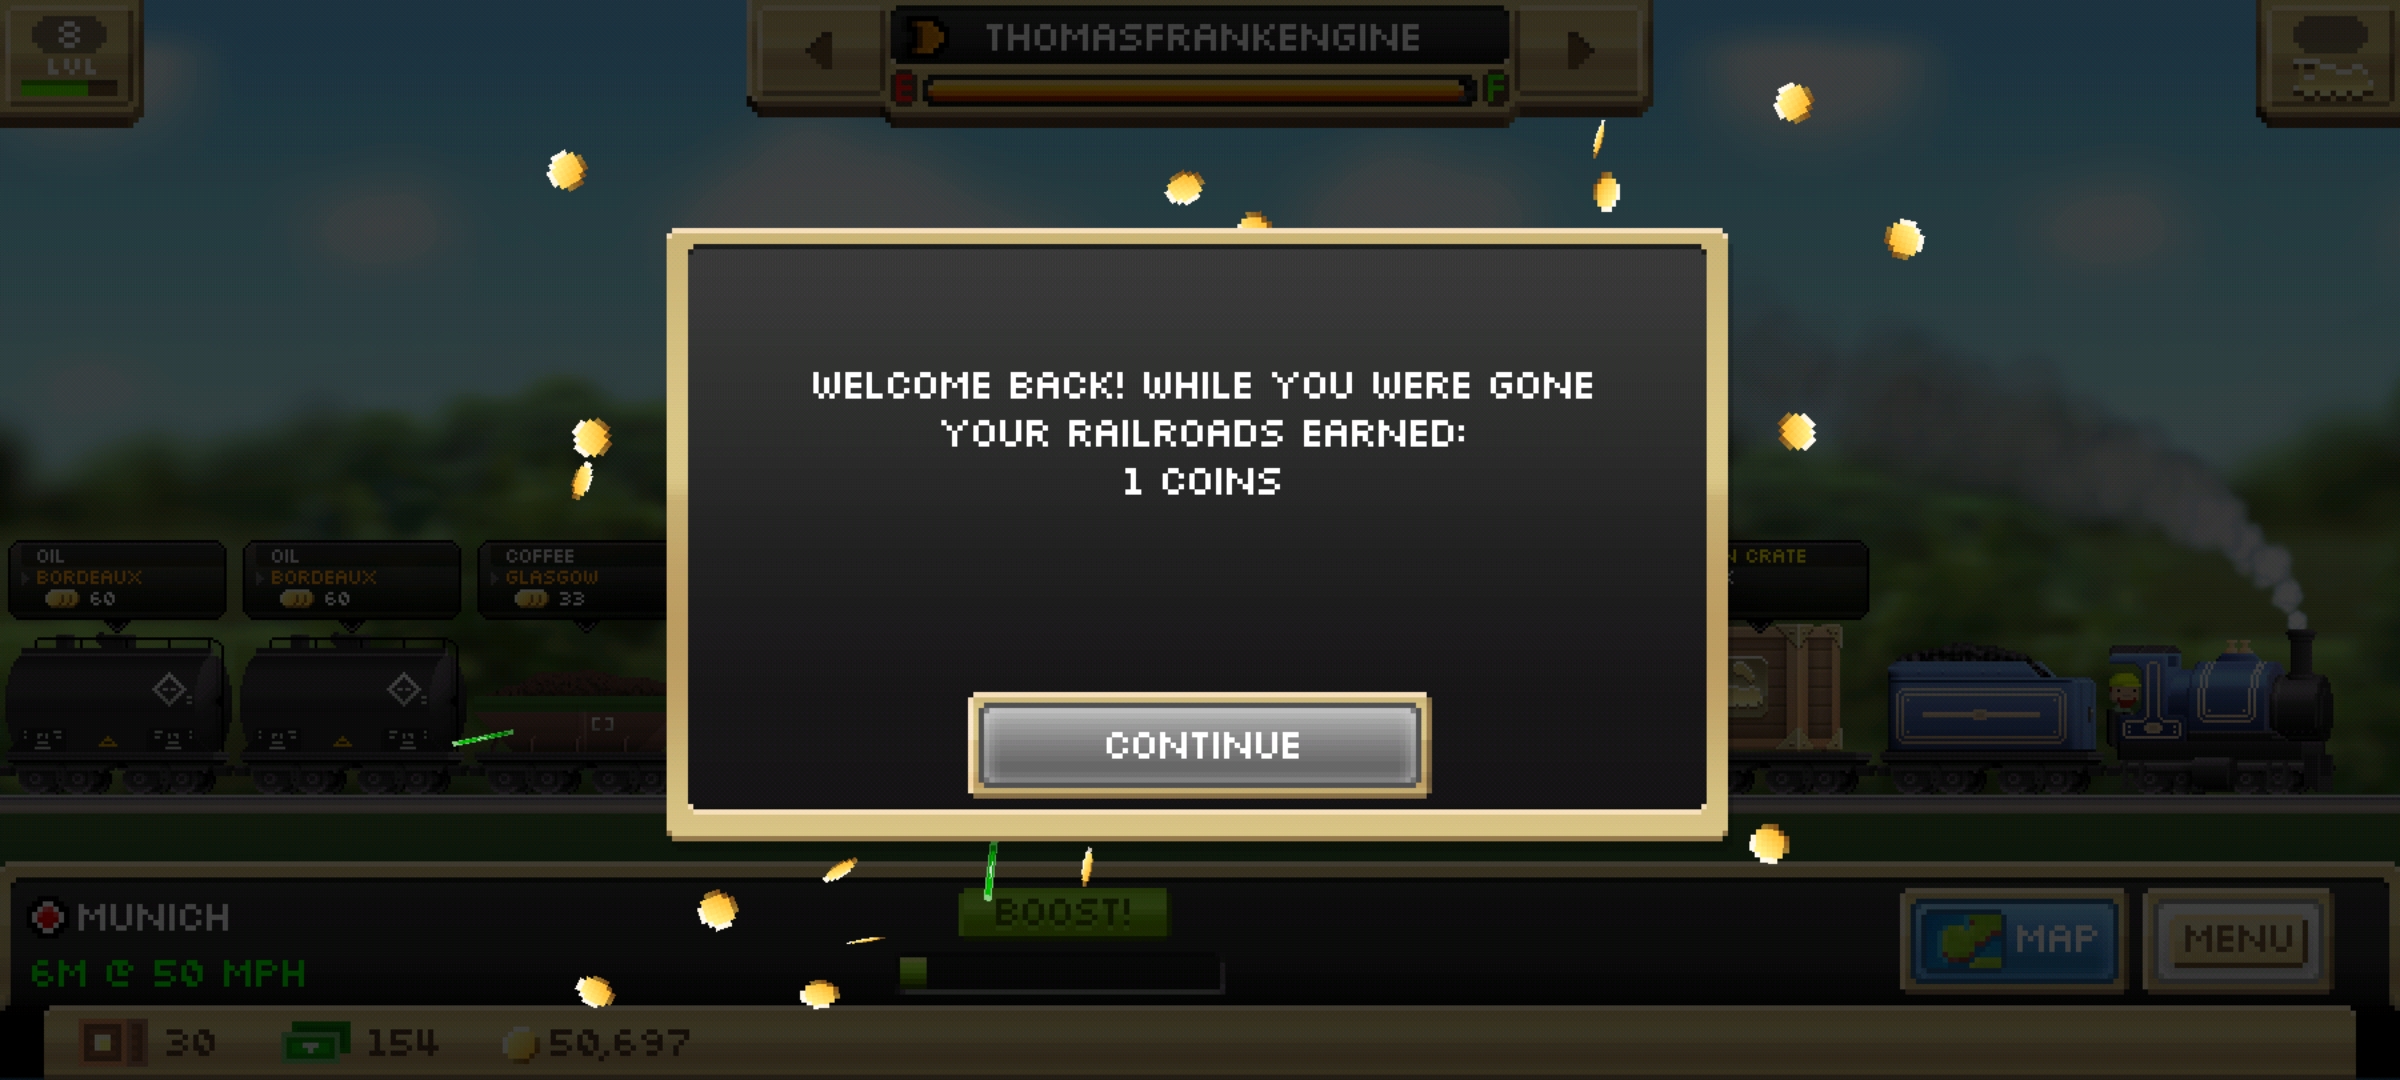 8
LVL
THOMASFRANKENGINE
E
F
WELCOME BACK! WHILE YOU WERE GONE
YOUR RAILROADS EARNED:
1 COINS
OIL
BORDEAUX
60
OIL
BORDEAUX
60
COFFEE
GLASGOW
33
CRATE
CONTINUE
MUNICH
6M @ 50 MPH
BOOST!
MAP
MENU
30
154
50,697